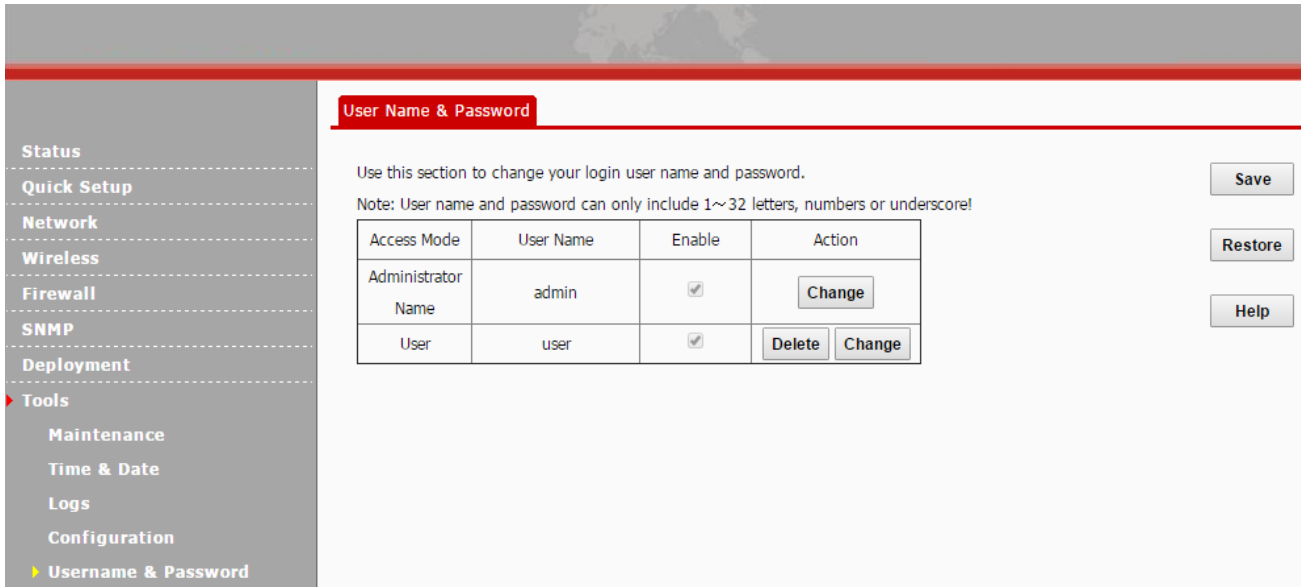 User Name & Password
Status
Quick Setup
Network
Wireless
Firewall
SNMP
Deployment
Tools
Maintenance
Time & Date
Logs
Configuration
Username & Password
Use this section to change your login user name and password.
Note: User name and password can only include 1~32 letters, numbers or underscore!
Access Mode User Name Enable Action
Administrator
Name admin Change
User user Delete Change
Save
Restore
Help